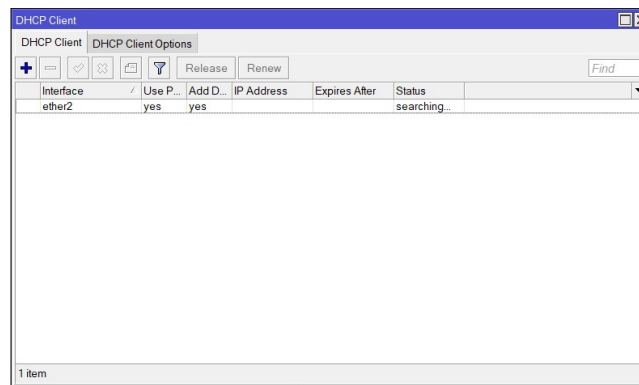 DHCP Client
DHCP Client DHCP Client Options
Release Renew Find
Interface Use P... Add D... IP Address Expires After Status
ether2 yes yes searching...
1 item